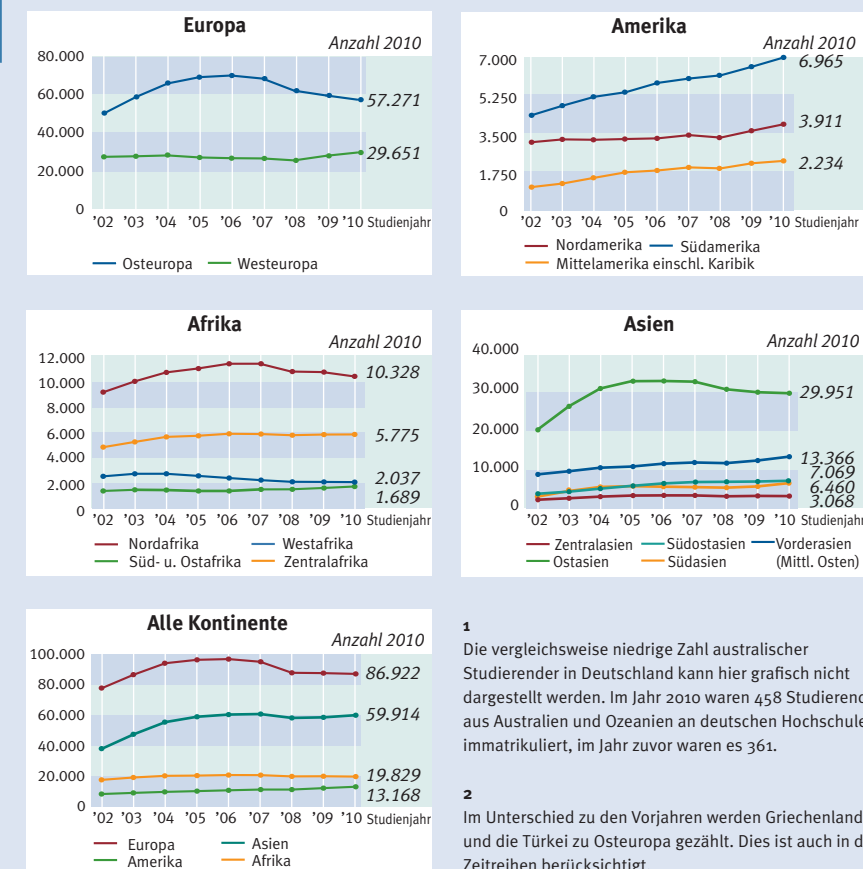 Europa
Anzahl 2010
80.000
60.000
40.000
20.000
0
57.271
29.651
'02 '03 '04 '05 '06 '07 '08 '09 '10 Studienjahr
Osteuropa Westeuropa
Amerika
Anzahl 2010
7.000
5.250
3.500
1.750
0
6.965
3.911
2.234
'02 '03 '04 '05 '06 '07 '08 '09 '10 Studienjahr
Nordamerika Südamerika
Mittelamerika einschl. Karibik
Afrika
Anzahl 2010
12.000
10.000
8.000
6.000
4.000
2.000
0
10.328
5.775
2.037
1.689
'02 '03 '04 '05 '06 '07 '08 '09 '10 Studienjahr
Nordafrika Westafrika
Süd- u. Ostafrika Zentralafrika
Asien
Anzahl 2010
40.000
30.000
20.000
10.000
0
29.951
13.366
7.069
6.460
3.068
'02 '03 '04 '05 '06 '07 '08 '09 '10 Studienjahr
Zentralasien Südostasien Vorderasien
Ostasien Südasien (Mittl. Osten)
Alle Kontinente
Anzahl 2010
100.000
80.000
60.000
40.000
20.000
0
86.922
59.914
19.829
13.168
'02 '03 '04 '05 '06 '07 '08 '09 '10 Studienjahr
Europa Asien
Amerika Afrika
1
Die vergleichsweise niedrige Zahl australischer
Studierender in Deutschland kann hier grafisch nicht
dargestellt werden. Im Jahr 2010 waren 458
aus Australien und Ozeanien an deutschen
immatrikuliert, im Jahr zuvor waren es 361.
2
Im Unterschied zu den Vorjahren werden Griechenland
und die Türkei zu Osteuropa gezählt. Dies ist auch in
Zeitreihen berücksichtigt